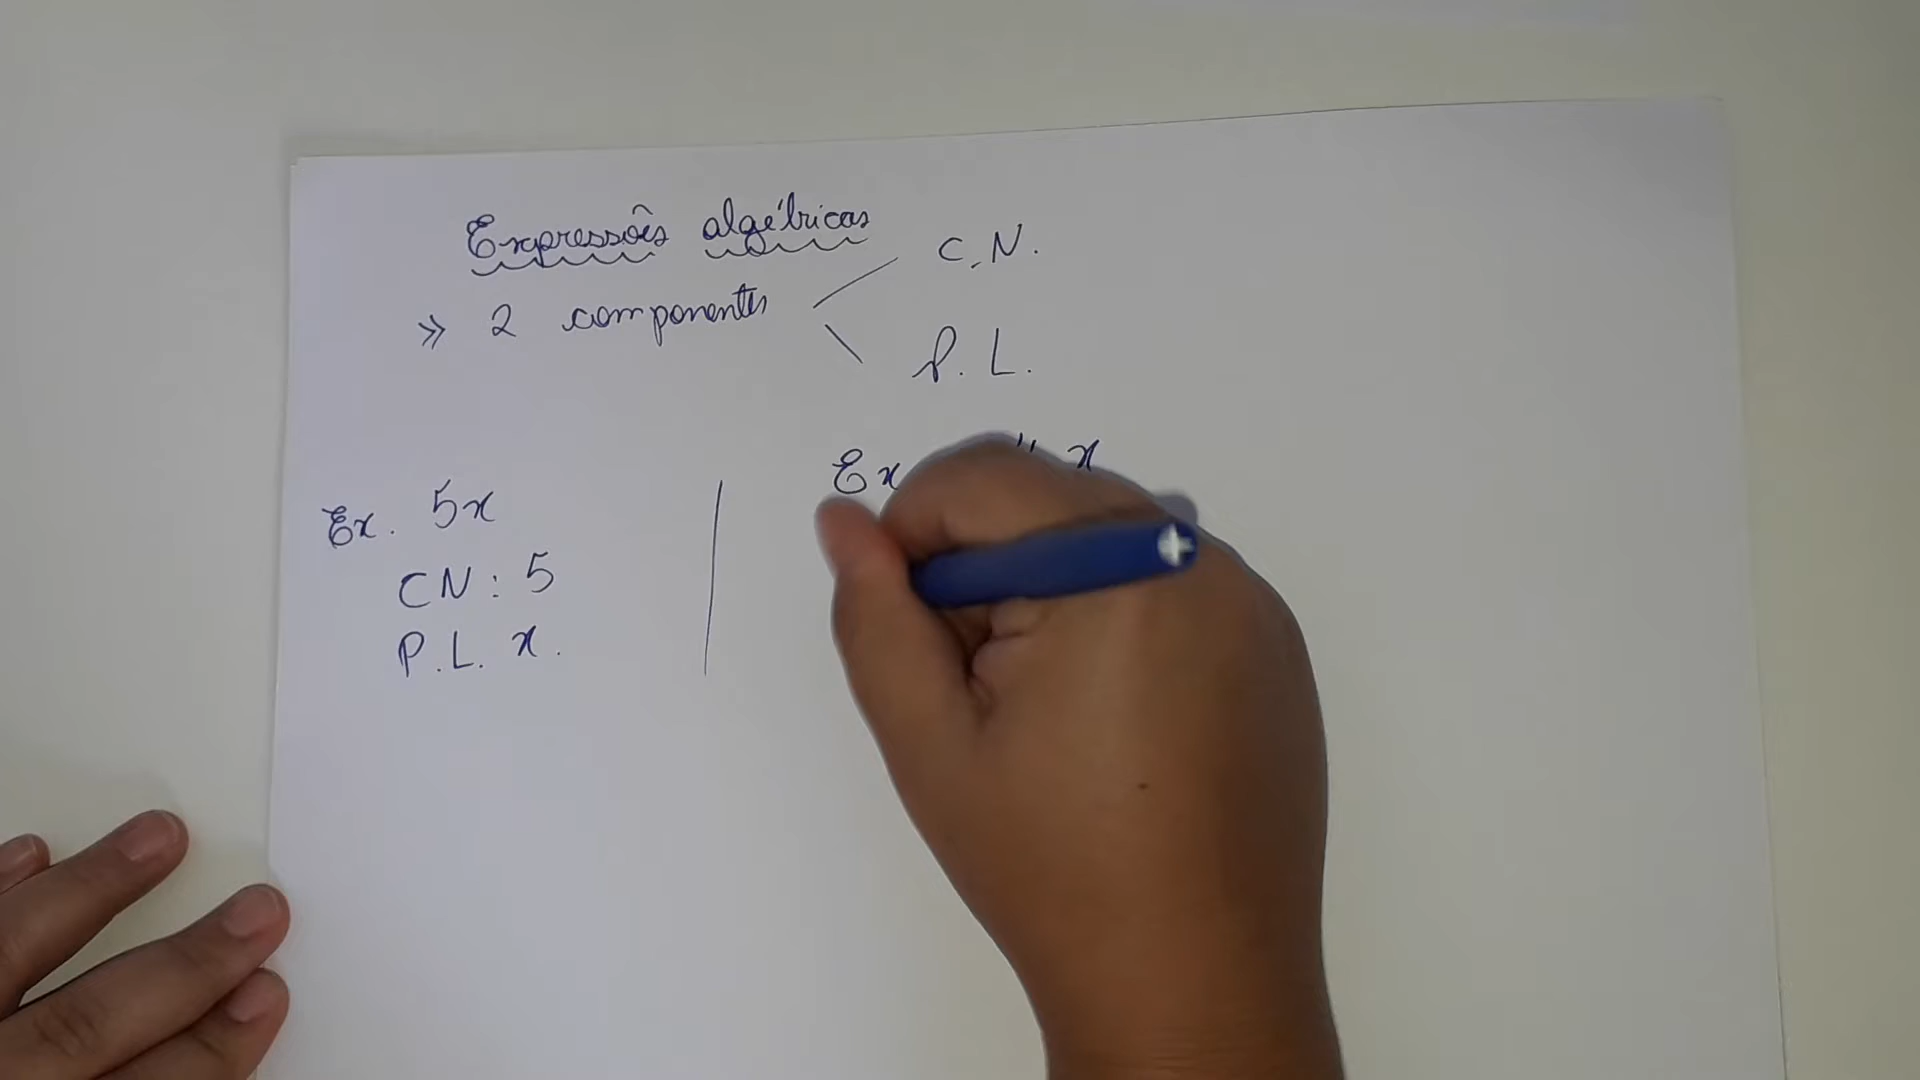 Expressões algébricas
» 2 componentes
C.N.
P. L.
Ex. 5x
CN: 5
P.L. x.
Ex
x